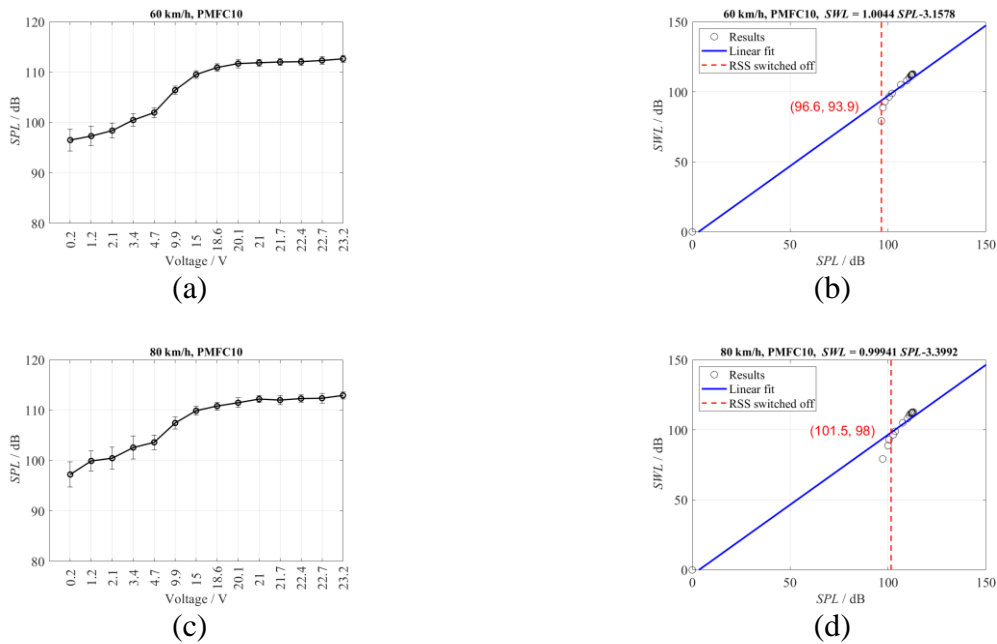 60 km/h, PMFC10
120
110
100
90
80
SPL / dB
0.2 1.2 2.1 3.4 4.7 9.9 15 18.6 20.1 21 21.7 22.4 22.7 23.2
Voltage / V
(a)
60 km/h, PMFC10, SWL = 1.0044 SPL-3.1578
150
100
50
0
SWL / dB
Results
Linear fit
RSS switched off
(96.6, 93.9)
0 50 100 150
SPL / dB
(b)
80 km/h, PMFC10
120
110
100
90
80
SPL / dB
0.2 1.2 2.1 3.4 4.7 9.9 15 18.6 20.1 21 21.7 22.4 22.7 23.2
Voltage / V
(c)
80 km/h, PMFC10, SWL = 0.99941 SPL-3.3992
150
100
50
0
SWL / dB
Results
Linear fit
RSS switched off
(101.5, 98)
0 50 100 150
SPL / dB
(d)